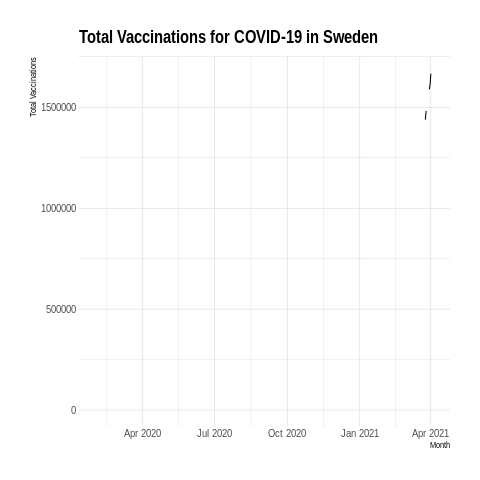 Total Vaccinations for COVID-19 in Sweden
Total Vaccinations
1500000
1000000
500000
0
Apr 2020 Jul 2020 Oct 2020 Jan 2021 Apr 2021
Month